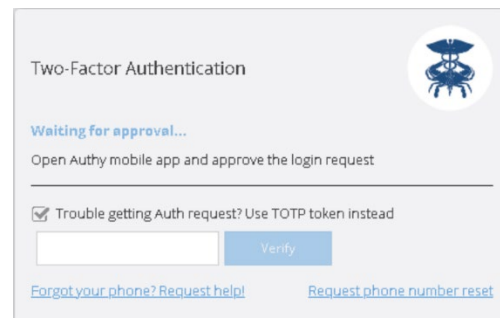 Two-Factor Authentication
Waiting for approval...
Open Authy mobile app and approve the login request
Trouble getting Auth request? Use TOTP token instead
Verify
Forgot your phone? Request help! Request phone number reset